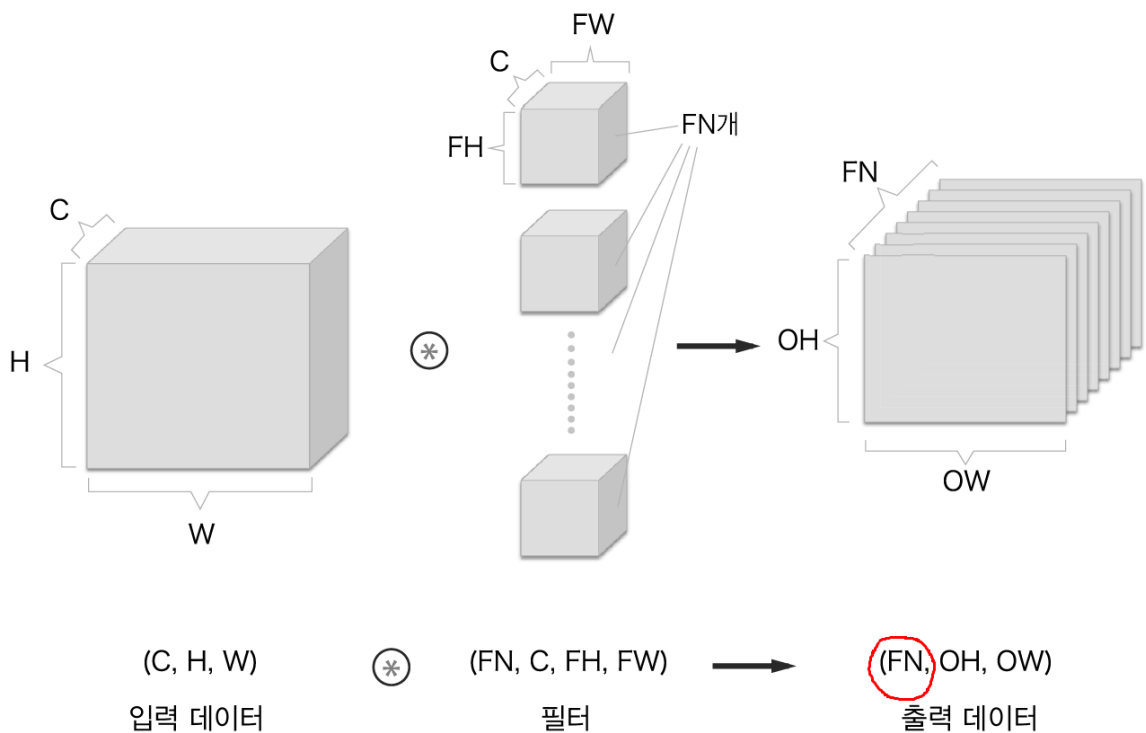 FW
C
FH
FN개
FN
C
H
OH
OW
W
(C, H, W)
(FN, C, FH, FW)
(FN, OH, OW)
입력 데이터
필터
출력 데이터